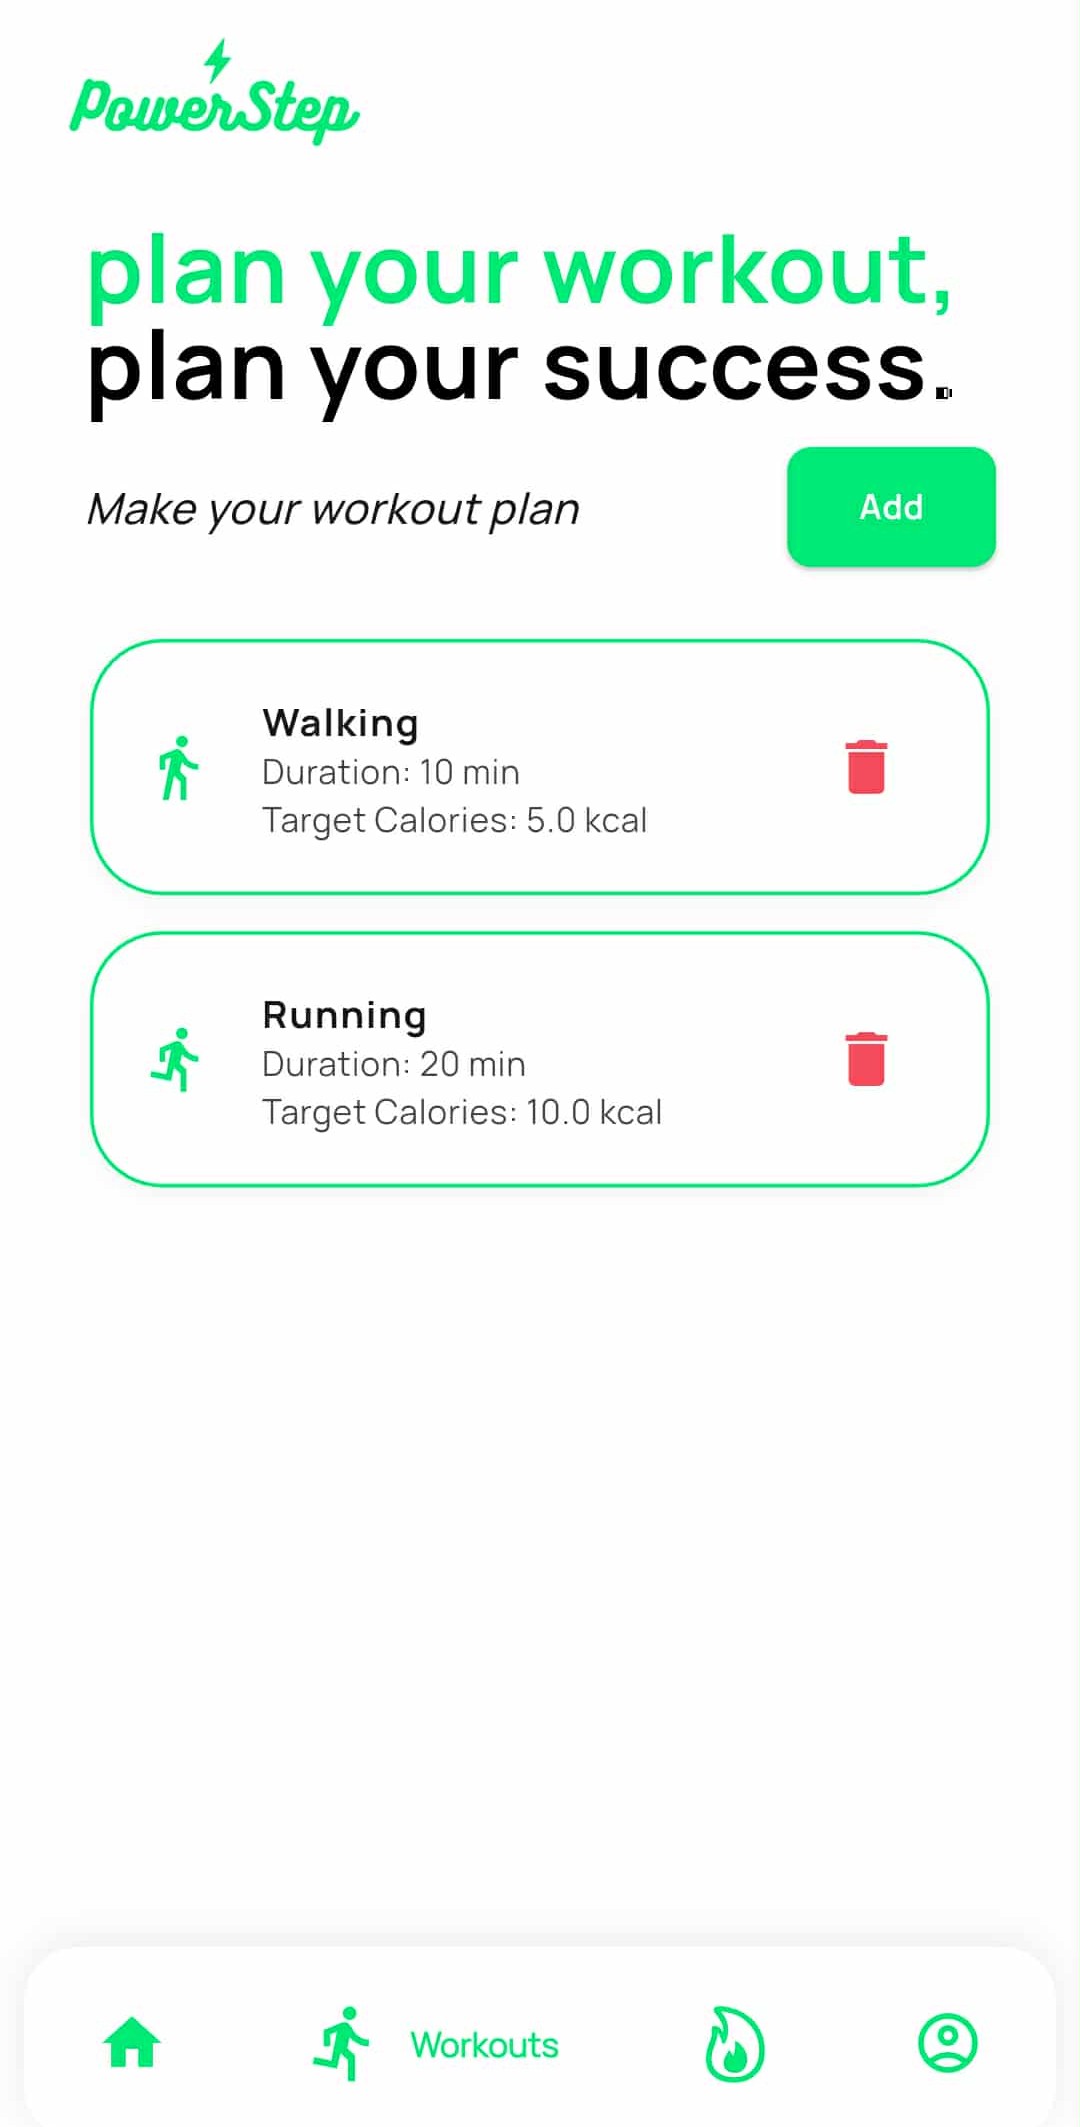 PowerStep
plan your workout,
plan your success.
Make your workout plan
Add
Walking
Duration: 10 min
Target Calories: 5.0 kcal
Running
Duration: 20 min
Target Calories: 10.0 kcal
Workouts